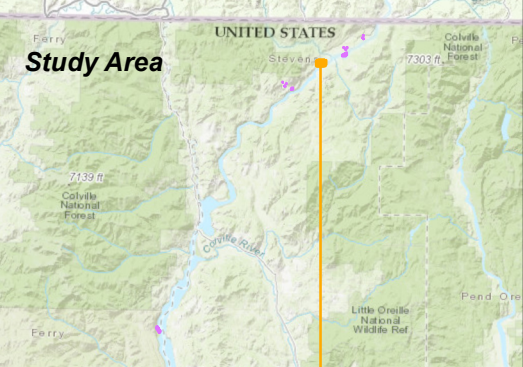 UNITED STATES
Ferry
Study Area
Steven
Colville
National
Forest
7303 ft
7139 ft
Colville
National
Forest
Colville River
Pend Ore
Little Oreille
National
Wildlife Ref
Ferry